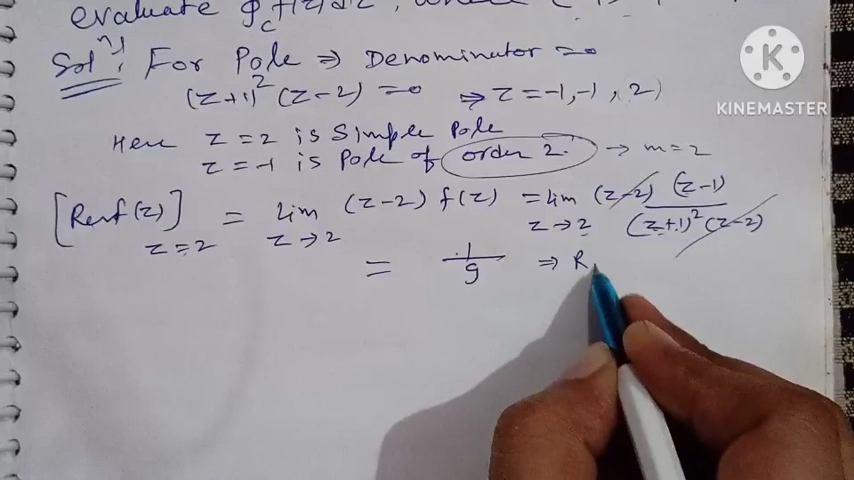 evaluate ∮c f(z)dz, where C is
Solⁿ: For Pole ⇒ Denominator = 0
(z+1)² (z-2) = 0 ⇒ z = -1, -1, 2)
Here z = 2 is Simple Pole
z = -1 is Pole of order 2. → m = 2
[Resf(z)] z=2 = lim z→2 (z-2) f(z) = lim z→2 (z-2) (z-1) / (z+1)² (z-2)
= 1/9 ⇒ R
K
KINEMASTER